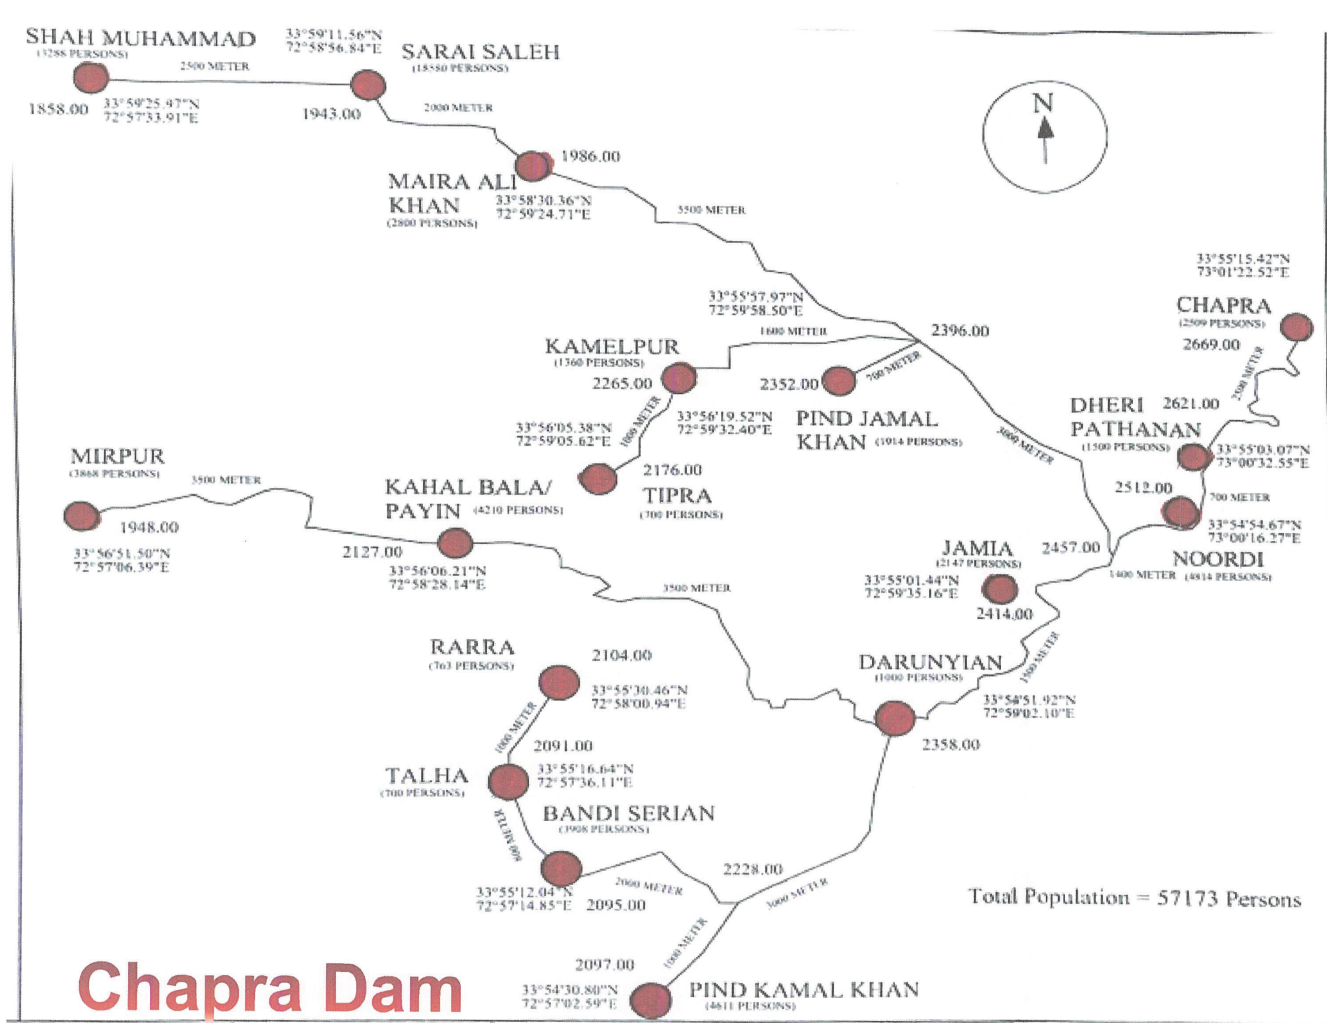 SHAH MUHAMMAD
(3288 PERSONS)
2500 METER
1858.00
33°59'25.97"N
72°57'33.91"E
33°59'11.56"N
72°58'56.84"E
SARAI SALEH
(18580 PERSONS)
1943.00
2000 METER
1986.00
MAIRA ALI
KHAN
(2800 PERSONS)
33°58'30.36"N
72°59'24.71"E
5500 METER
N
33°55'57.97"N
72°59'58.50"E
1600 METER
2396.00
KAMELPUR
(1360 PERSONS)
2265.00
2352.00
700 METER
PIND JAMAL
KHAN (1914 PERSONS)
33°56'19.52"N
72°59'32.40"E
1000 METER
33°56'05.38"N
72°59'05.62"E
2176.00
TIPRA
(700 PERSONS)
3000 METER
33°55'15.42"N
73°01'22.52"E
CHAPRA
(2509 PERSONS)
2669.00
2500 METER
DHERI
PATHANAN
(1500 PERSONS)
2621.00
33°55'03.07"N
73°00'32.55"E
2512.00
700 METER
33°54'54.67"N
73°00'16.27"E
NOORDI
(4814 PERSONS)
1400 METER
2457.00
JAMIA
(2147 PERSONS)
33°55'01.44"N
72°59'35.16"E
2414.00
1500 METER
MIRPUR
(3868 PERSONS)
3500 METER
1948.00
33°56'51.50"N
72°57'06.39"E
KAHAL BALA/
PAYIN (4210 PERSONS)
2127.00
33°56'06.21"N
72°58'28.14"E
3500 METER
DARUNYIAN
(1000 PERSONS)
33°54'51.92"N
72°59'02.10"E
2358.00
RARRA
(763 PERSONS)
2104.00
33°55'30.46"N
72°58'00.94"E
1000 METER
2091.00
TALHA
(700 PERSONS)
33°55'16.64"N
72°57'36.11"E
800 METER
BANDI SERIAN
(3908 PERSONS)
33°55'12.04"N
72°57'14.85"E
2095.00
2000 METER
2228.00
3000 METER
1000 METER
2097.00
33°54'30.80"N
72°57'02.59"E
PIND KAMAL KHAN
(4611 PERSONS)
Total Population = 57173 Persons
Chapra Dam